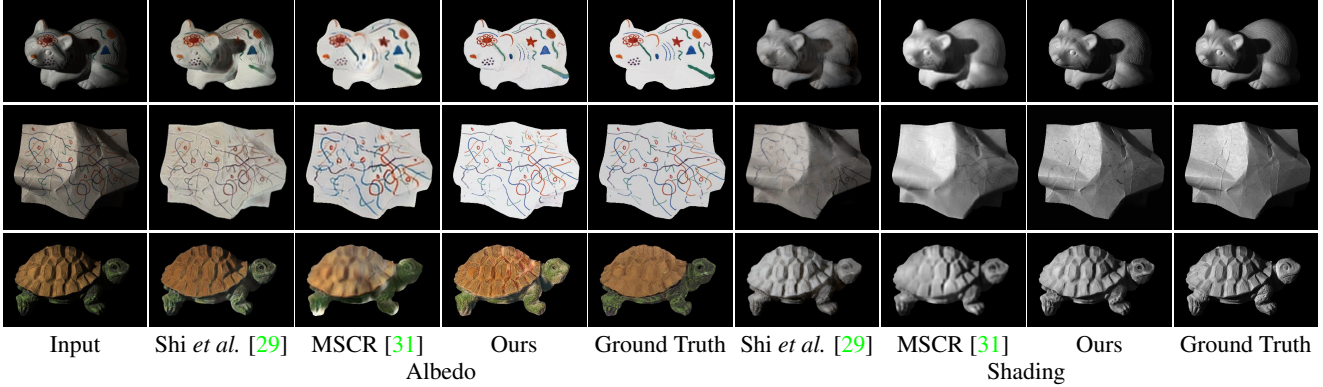 Input Shi et al. [29] MSCR [31] Ours Ground Truth Shi et al. [29] MSCR [31] Ours Ground Truth
Albedo Shading